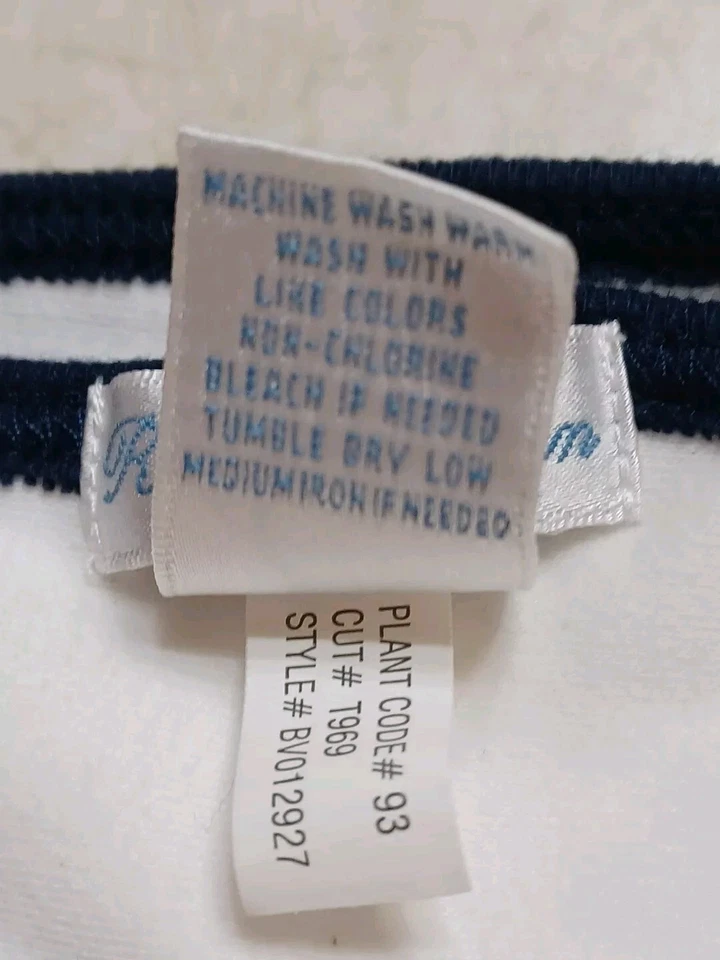 MACHINE WASH WARM
WASH WITH
LIKE COLORS
NON-CHLORINE
BLEACH IF NEEDED
TUMBLE DRY LOW
MEDIUM IRON IF NEEDED
PLANT CODE# 93
CUT# T969
STYLE# BV012927